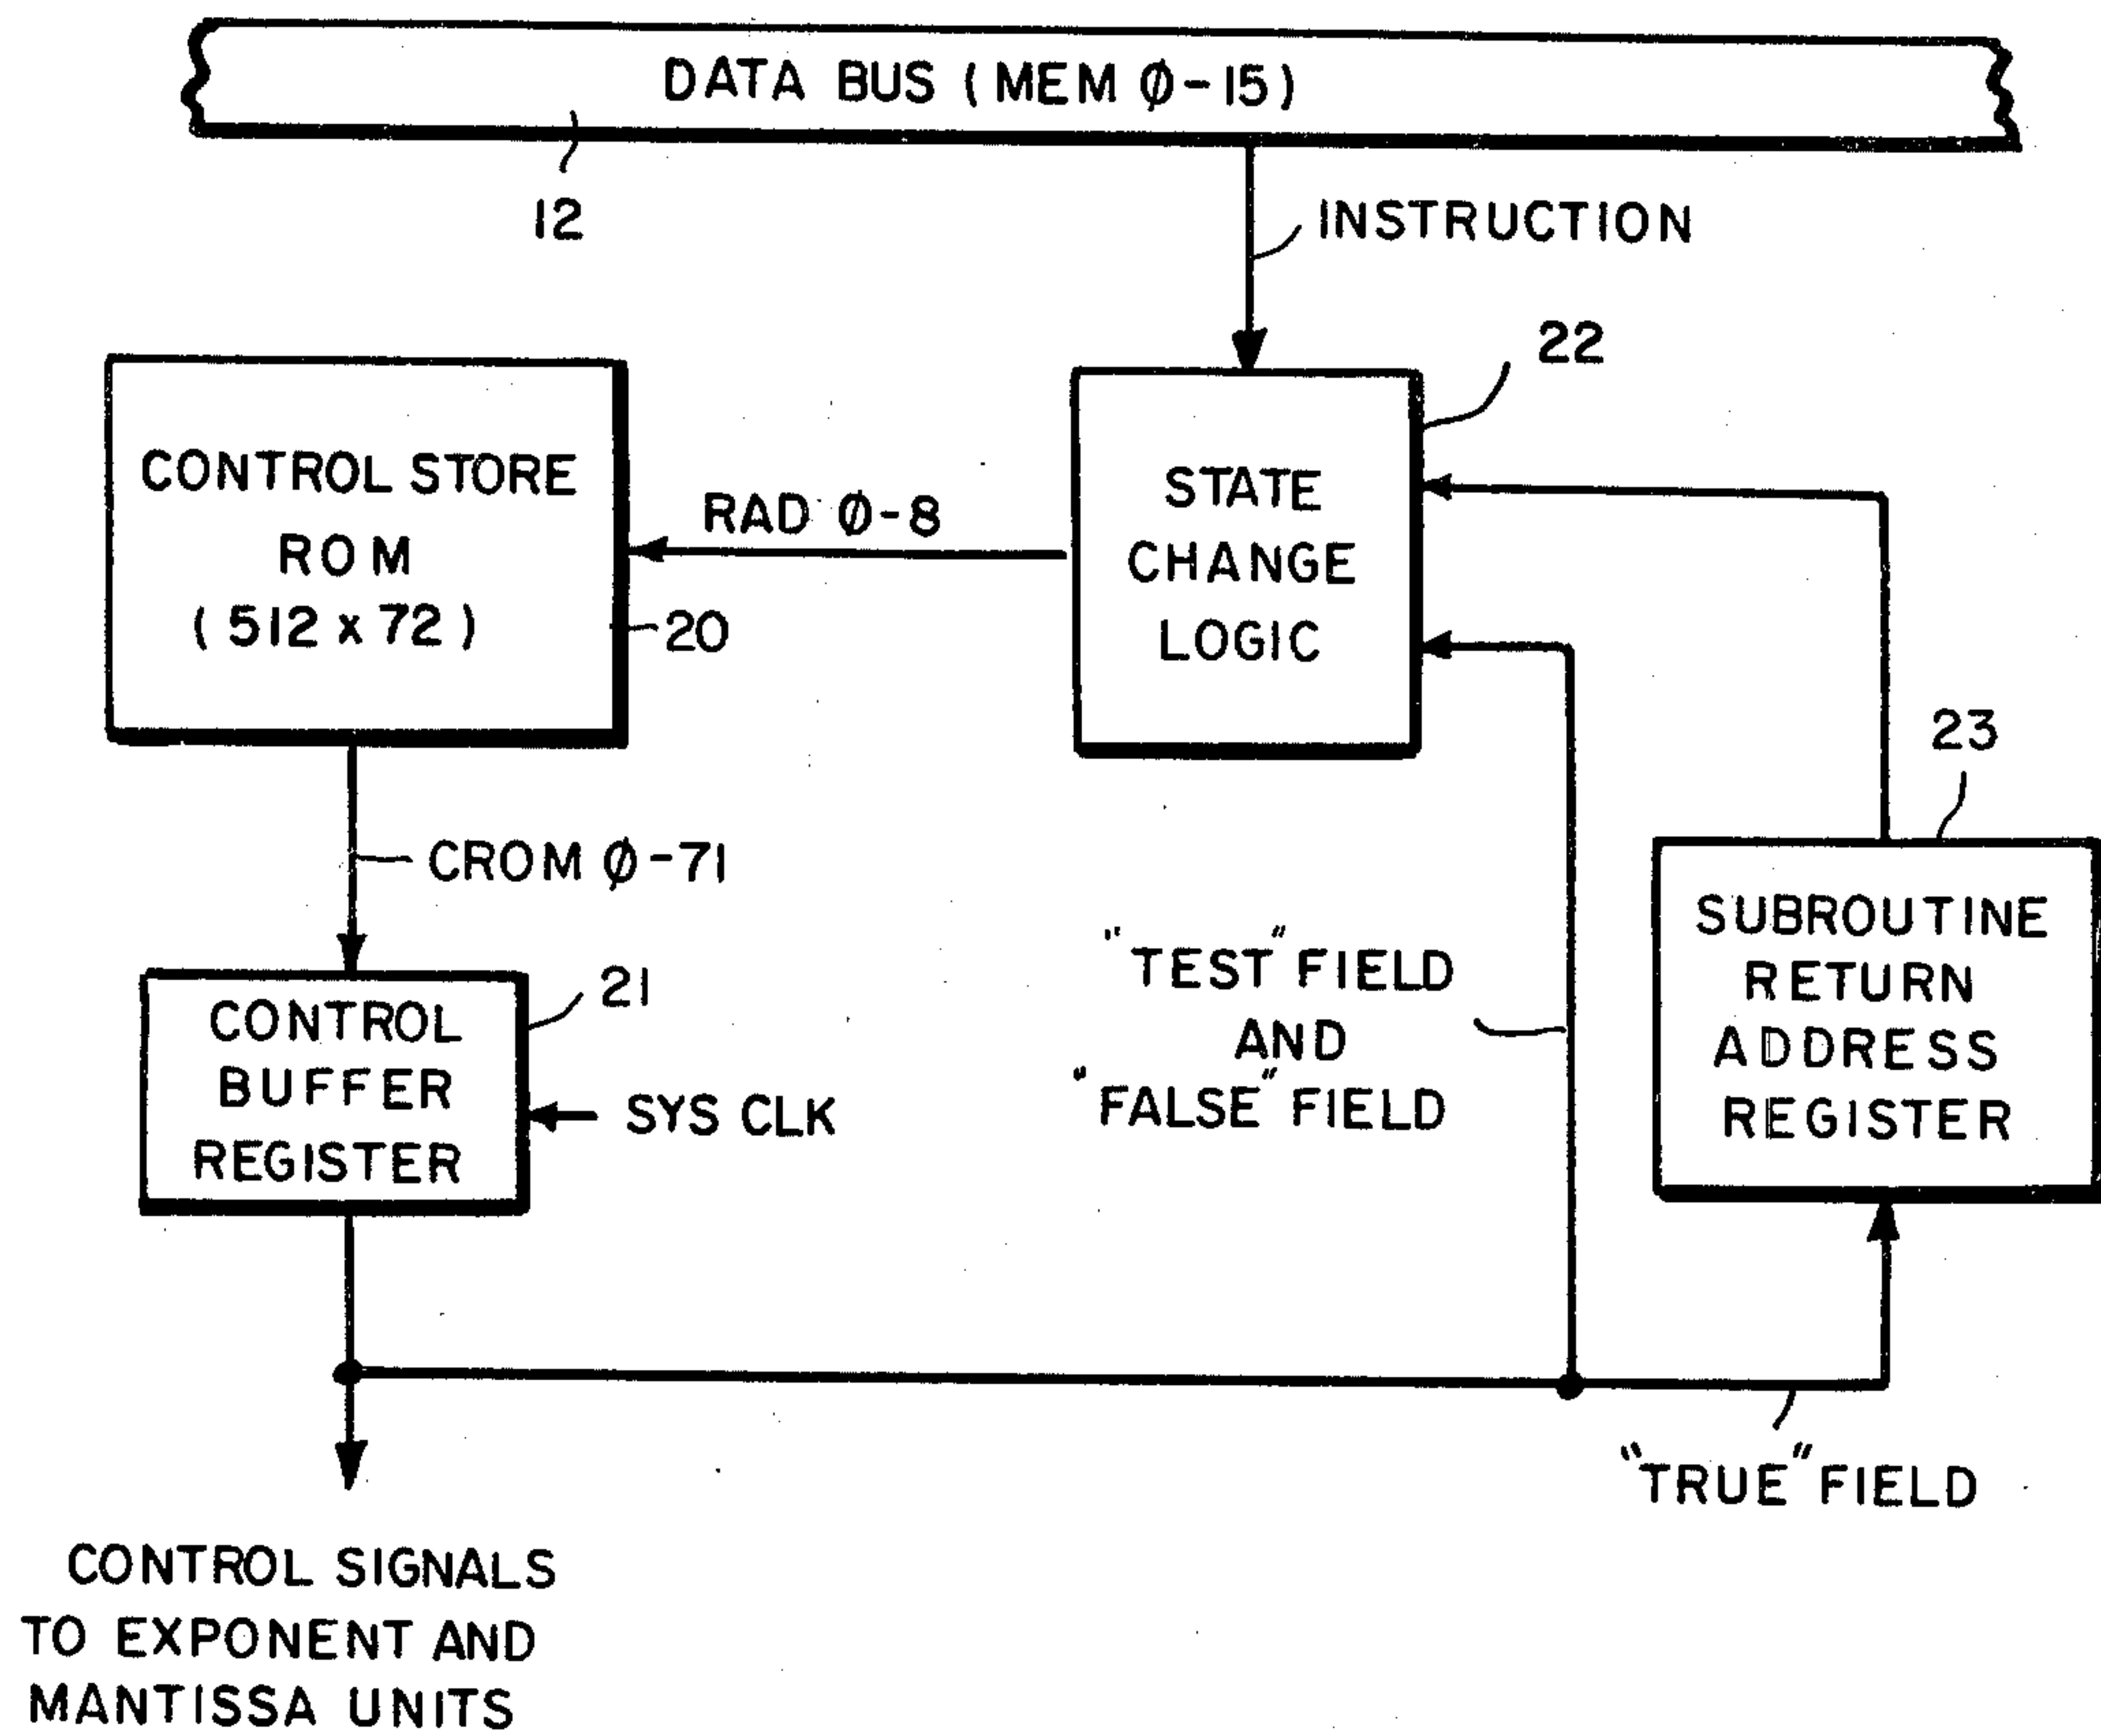 DATA BUS (MEM Ø-15)
12
INSTRUCTION
22
CONTROL STORE
ROM
(512 x 72)
20
RAD Ø-8
STATE
CHANGE
LOGIC
23
CROM Ø-71
21
CONTROL
BUFFER
REGISTER
SYS CLK
"TEST" FIELD
AND
"FALSE" FIELD
SUBROUTINE
RETURN
ADDRESS
REGISTER
"TRUE" FIELD
CONTROL SIGNALS
TO EXPONENT AND
MANTISSA UNITS